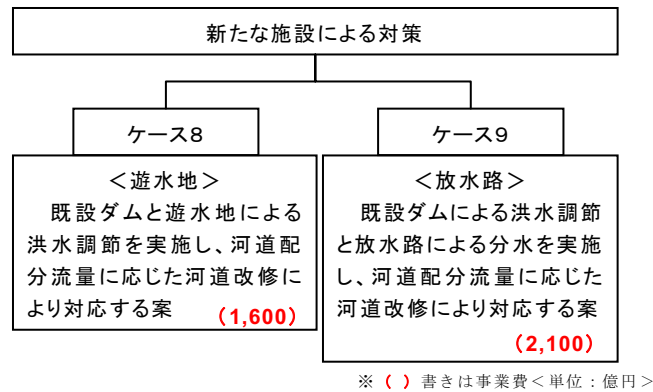 新たな施設による対策
ケース8
＜遊水地＞
既設ダムと遊水地による
洪水調節を実施し、河道配
分流量に応じた河道改修に
より対応する案
（1,600）
ケース9
＜放水路＞
既設ダムによる洪水調節
と放水路による分水を実施
し、河道配分流量に応じた
河道改修により対応する案
（2,100）
※（ ）書きは事業費＜単位：億円＞